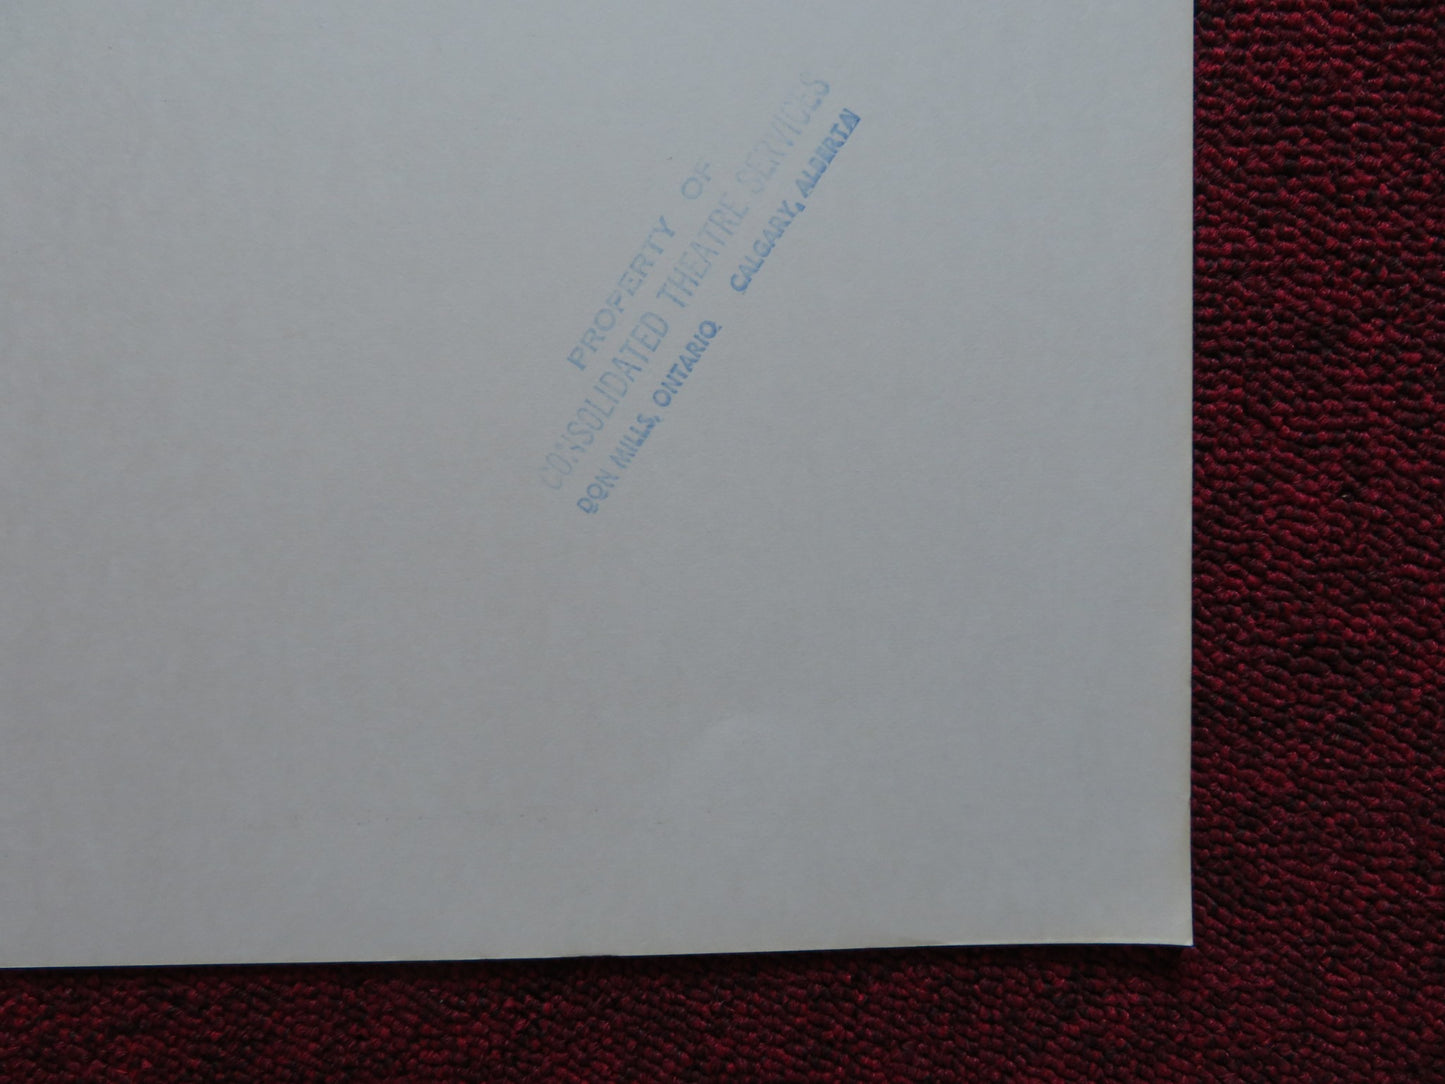 PROPERTY OF
CONSOLIDATED THEATRE SERVICES
DON MILLS, ONTARIO CALGARY, ALBERTA